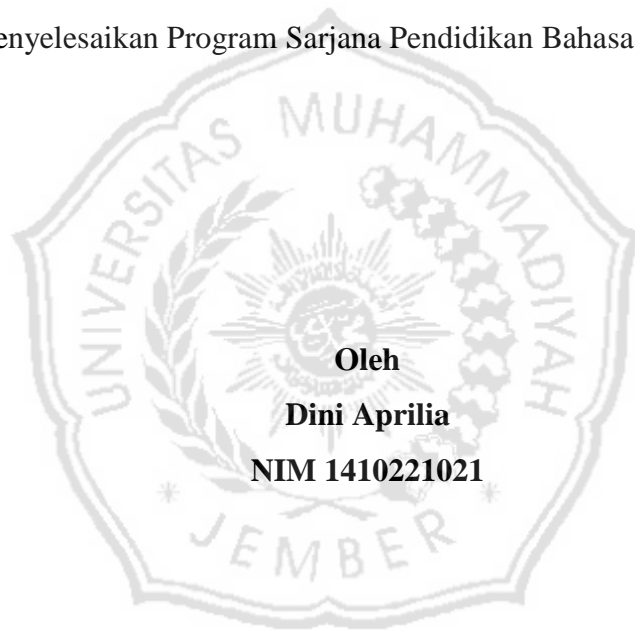 enyelesaikan Program Sarjana Pendidikan Bahasa
UNIVERSITAS MUHAMMADIYAH
Oleh
Dini Aprilia
NIM 1410221021
JEMBER